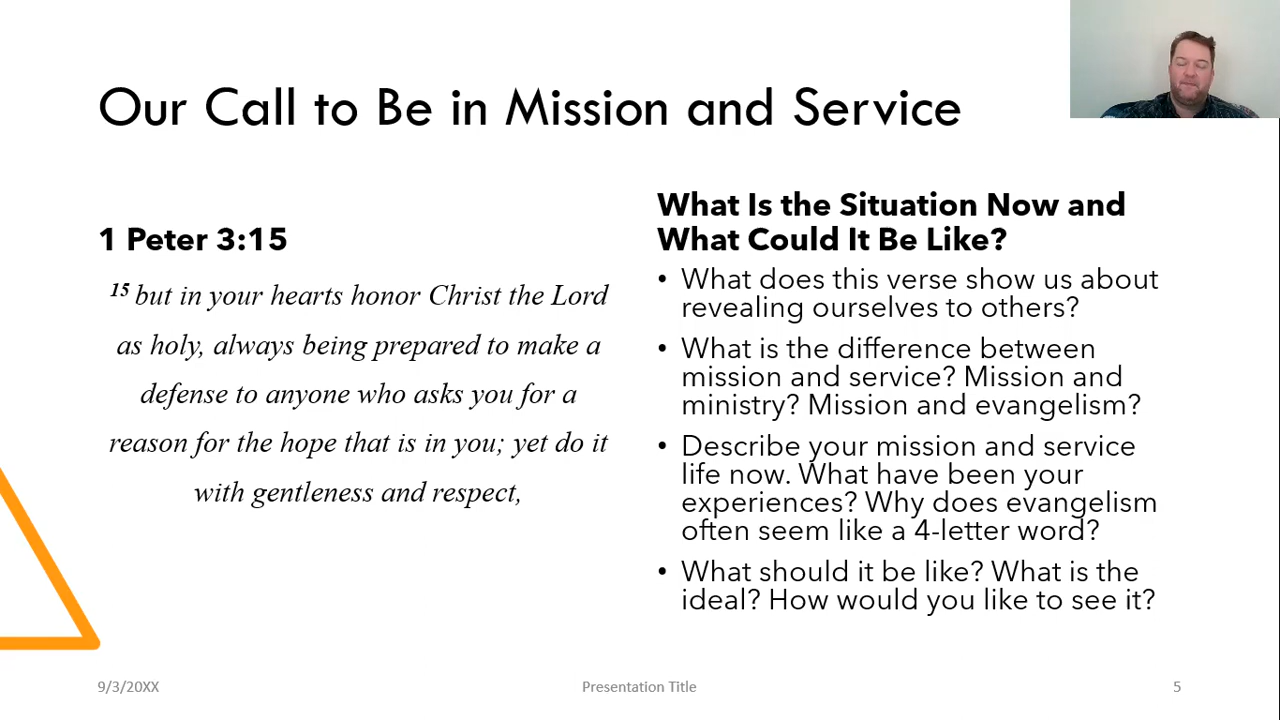 Our Call to Be in Mission and Service
1 Peter 3:15
15 but in your hearts honor Christ the Lord
as holy, always being prepared to make a
defense to anyone who asks you for a
reason for the hope that is in you; yet do it
with gentleness and respect,
What Is the Situation Now and
What Could It Be Like?
• What does this verse show us about
revealing ourselves to others?
• What is the difference between
mission and service? Mission and
ministry? Mission and evangelism?
• Describe your mission and service
life now. What have been your
experiences? Why does evangelism
often seem like a 4-letter word?
• What should it be like? What is the
ideal? How would you like to see it?
9/3/20XX
Presentation Title
5